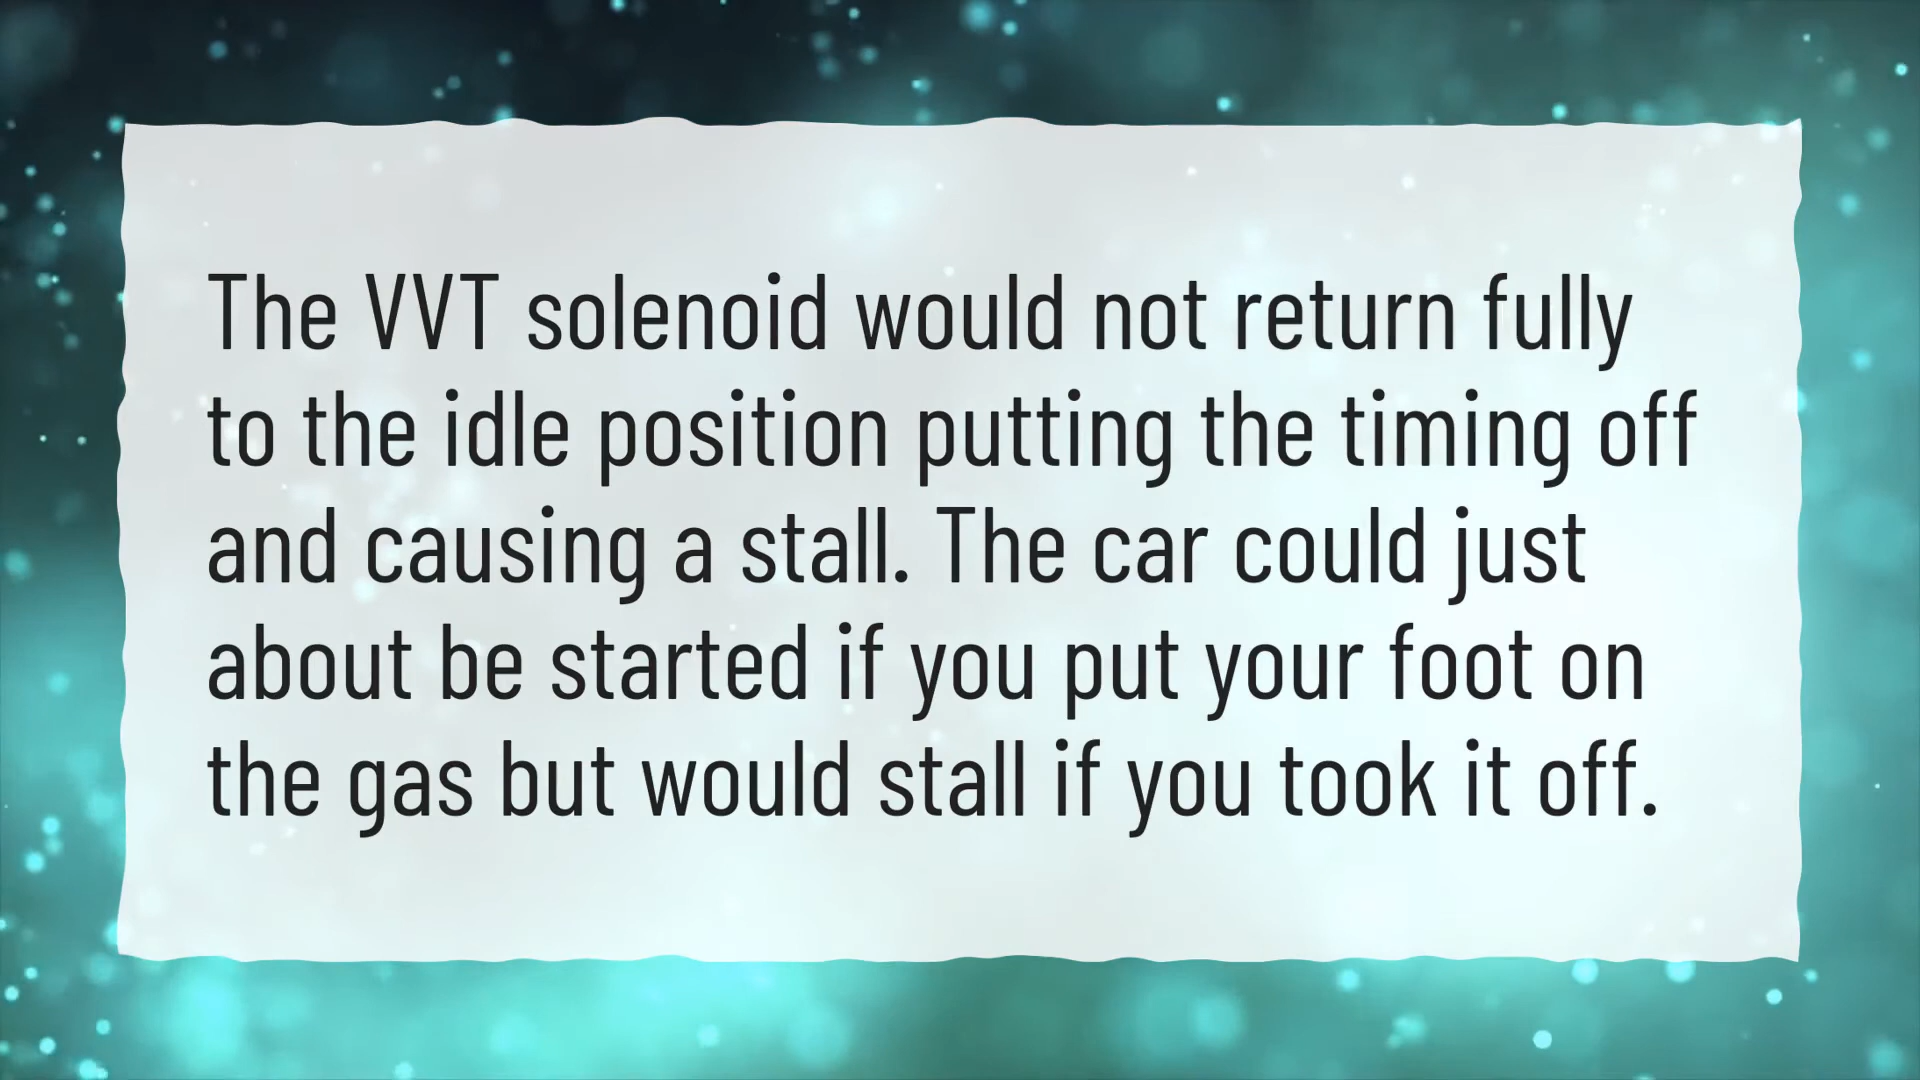 The VVT solenoid would not return fully
to the idle position putting the timing off
and causing a stall. The car could just
about be started if you put your foot on
the gas but would stall if you took it off.